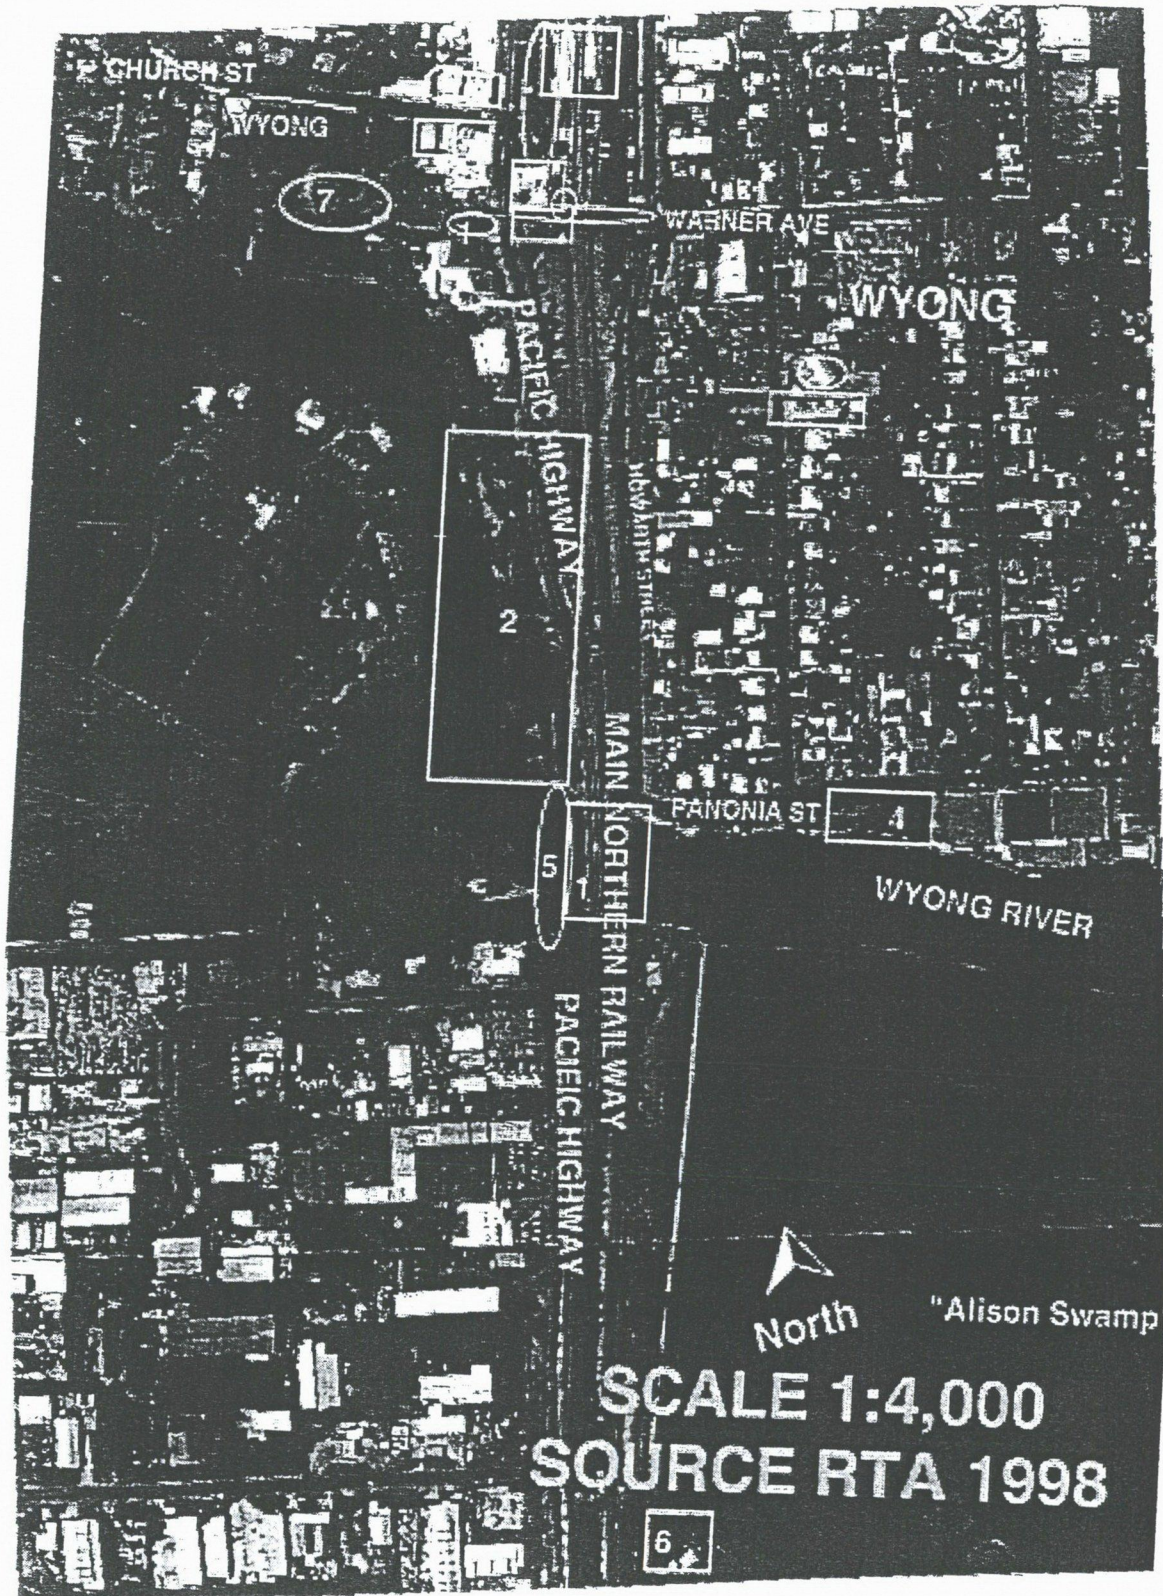 CHURCH ST
WYONG
7
1
WARNER AVE
WYONG
PACIFIC HIGHWAY
HOWARTH STREET
2
MAIN NORTHERN RAILWAY
PANONIA ST
4
5
1
WYONG RIVER
PACIFIC HIGHWAY
North
"Alison Swamp
SCALE 1:4,000
SOURCE RTA 1998
6